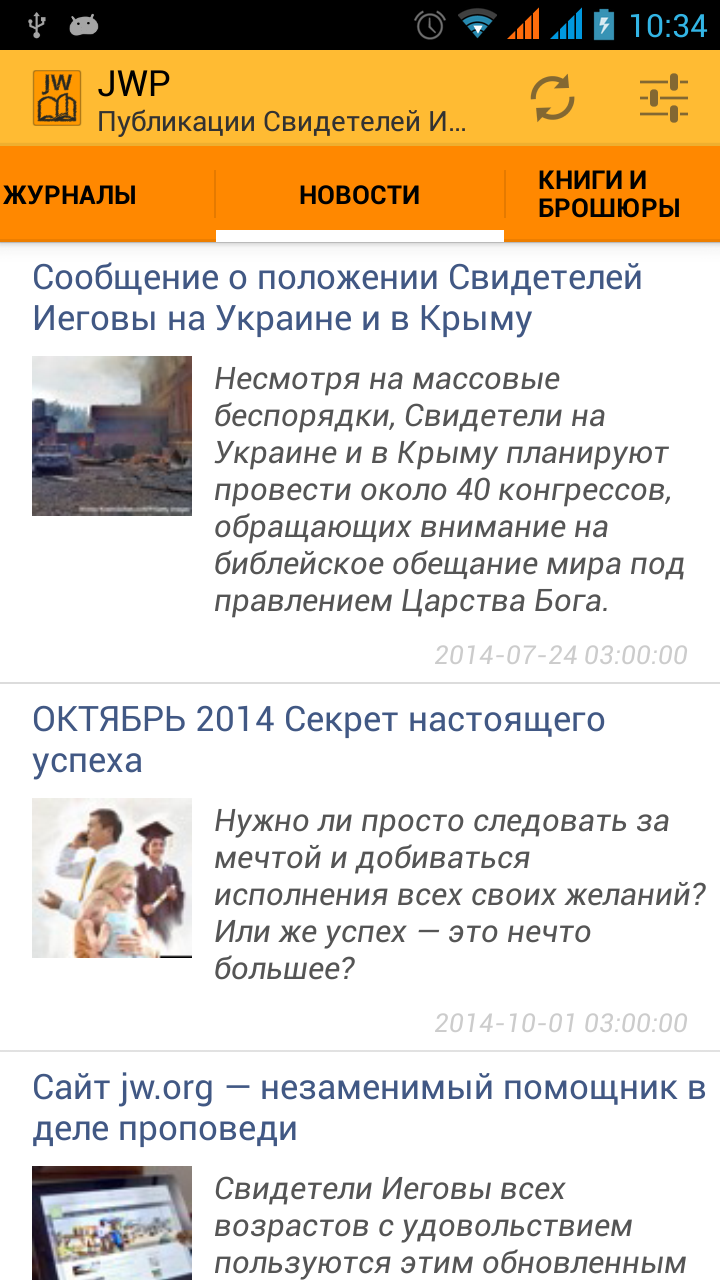 10:34
JW
JWP
Публикации Свидетелей И...
ЖУРНАЛЫ
НОВОСТИ
КНИГИ И
БРОШЮРЫ
Сообщение о положении Свидетелей
Иеговы на Украине и в Крыму
Несмотря на массовые
беспорядки, Свидетели на
Украине и в Крыму планируют
провести около 40 конгрессов,
обращающих внимание на
библейское обещание мира под
правлением Царства Бога.
2014-07-24 03:00:00
ОКТЯБРЬ 2014 Секрет настоящего
успеха
Нужно ли просто следовать за
мечтой и добиваться
исполнения всех своих желаний?
Или же успех — это нечто
большее?
2014-10-01 03:00:00
Сайт jw.org — незаменимый помощник в
деле проповеди
Свидетели Иеговы всех
возрастов с удовольствием
пользуются этим обновленным